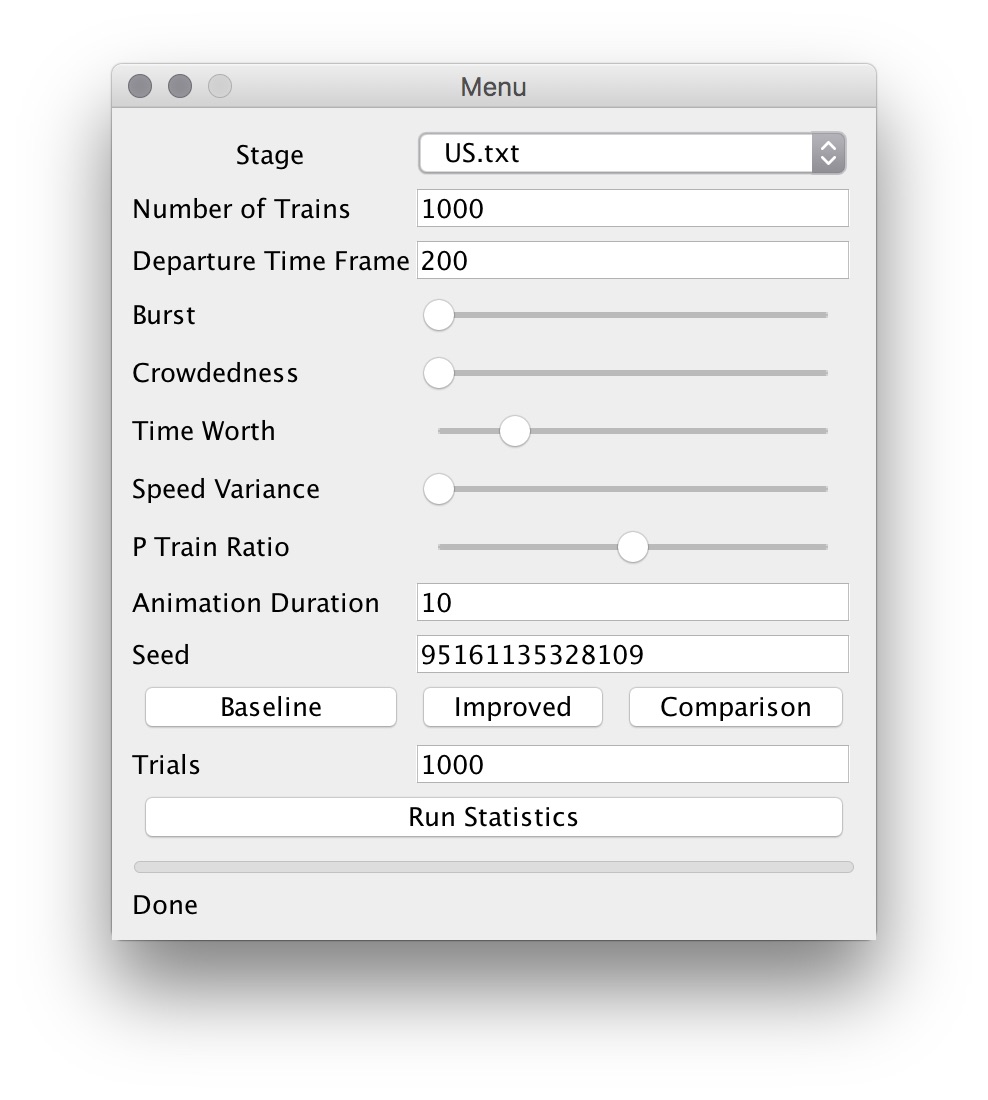 Menu
Stage US.txt
Number of Trains 1000
Departure Time Frame 200
Burst
Crowdedness
Time Worth
Speed Variance
P Train Ratio
Animation Duration 10
Seed 95161135328109
Baseline Improved Comparison
Trials 1000
Run Statistics
Done